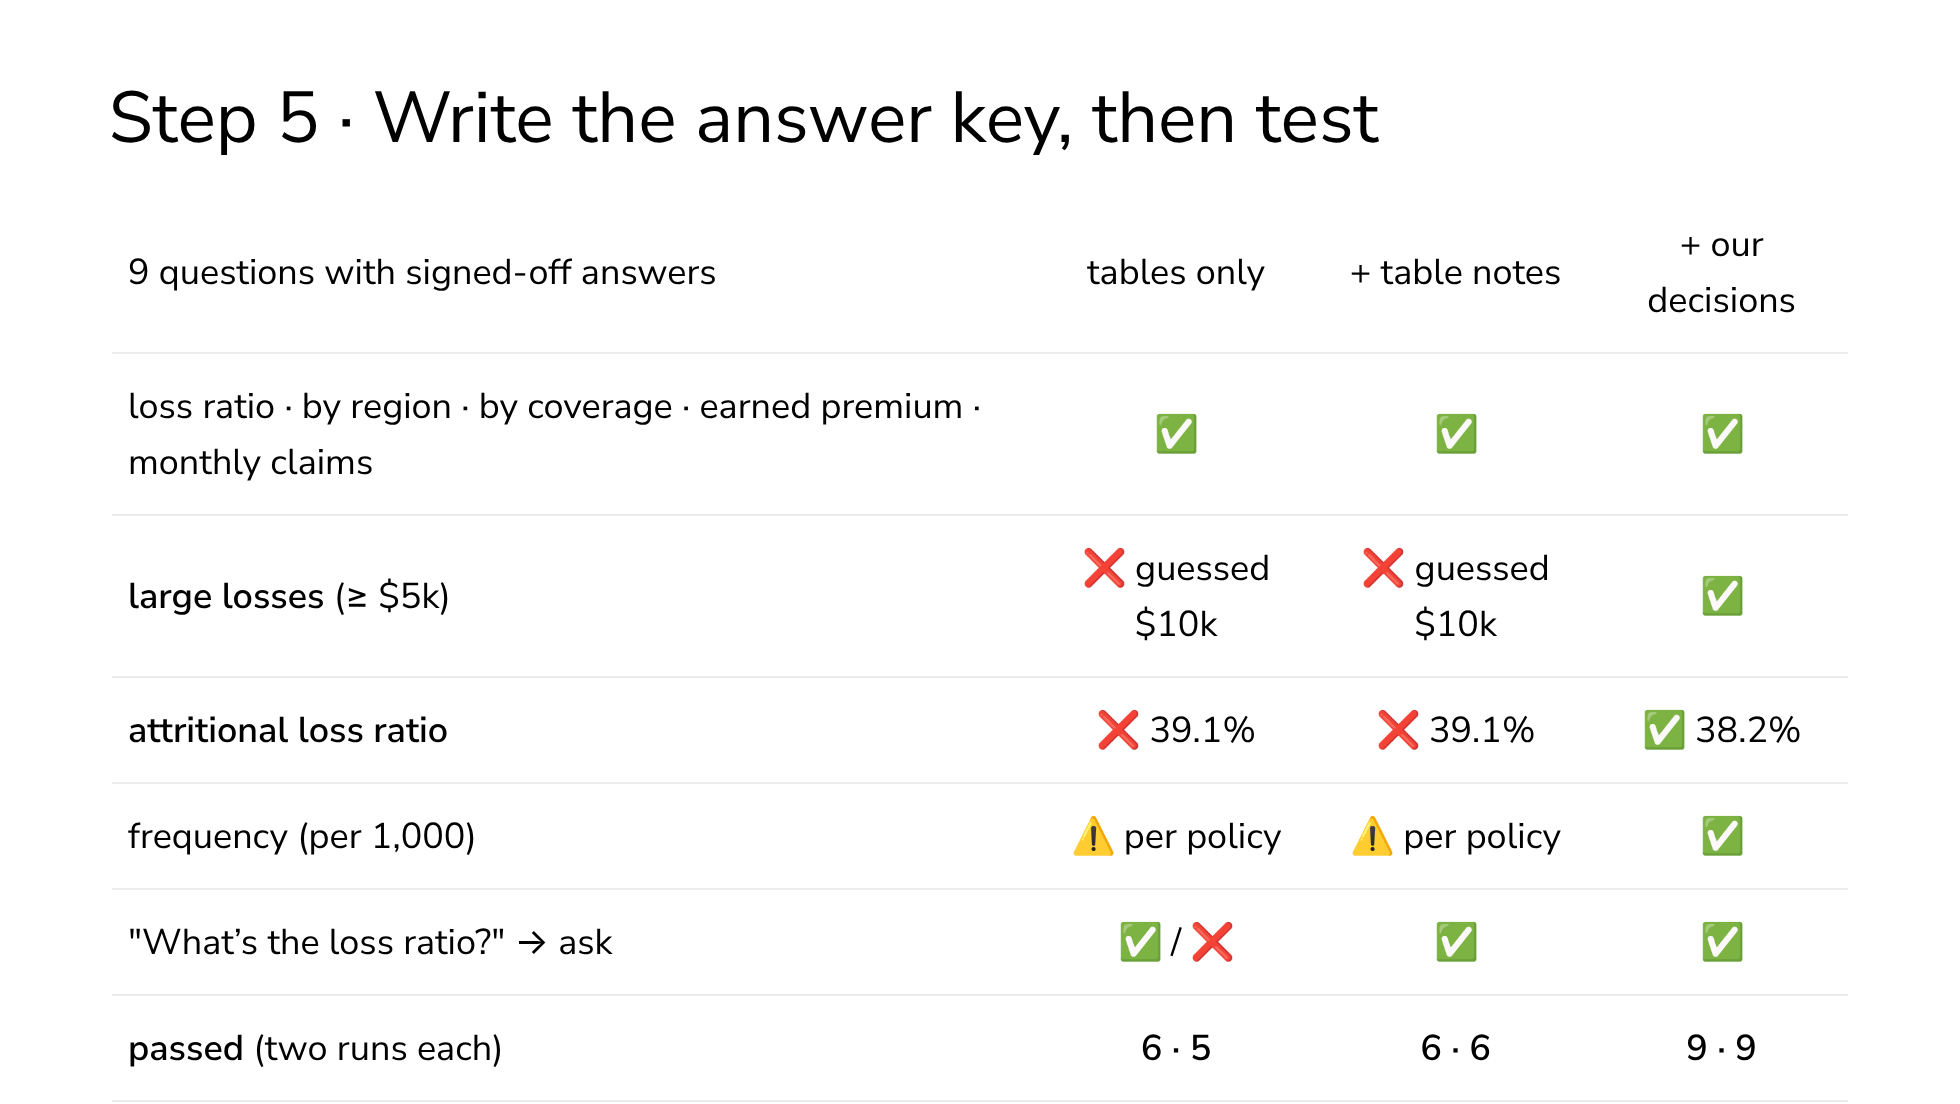 Step 5 · Write the answer key, then test
9 questions with signed-off answers
tables only
+ table notes
+ our
decisions
loss ratio · by region · by coverage · earned premium ·
monthly claims
✅
✅
✅
large losses (≥ $5k)
❌ guessed
$10k
❌ guessed
$10k
✅
attritional loss ratio
❌ 39.1%
❌ 39.1%
✅ 38.2%
frequency (per 1,000)
⚠️ per policy
⚠️ per policy
✅
"What’s the loss ratio?" → ask
✅ / ❌
✅
✅
passed (two runs each)
6 · 5
6 · 6
9 · 9